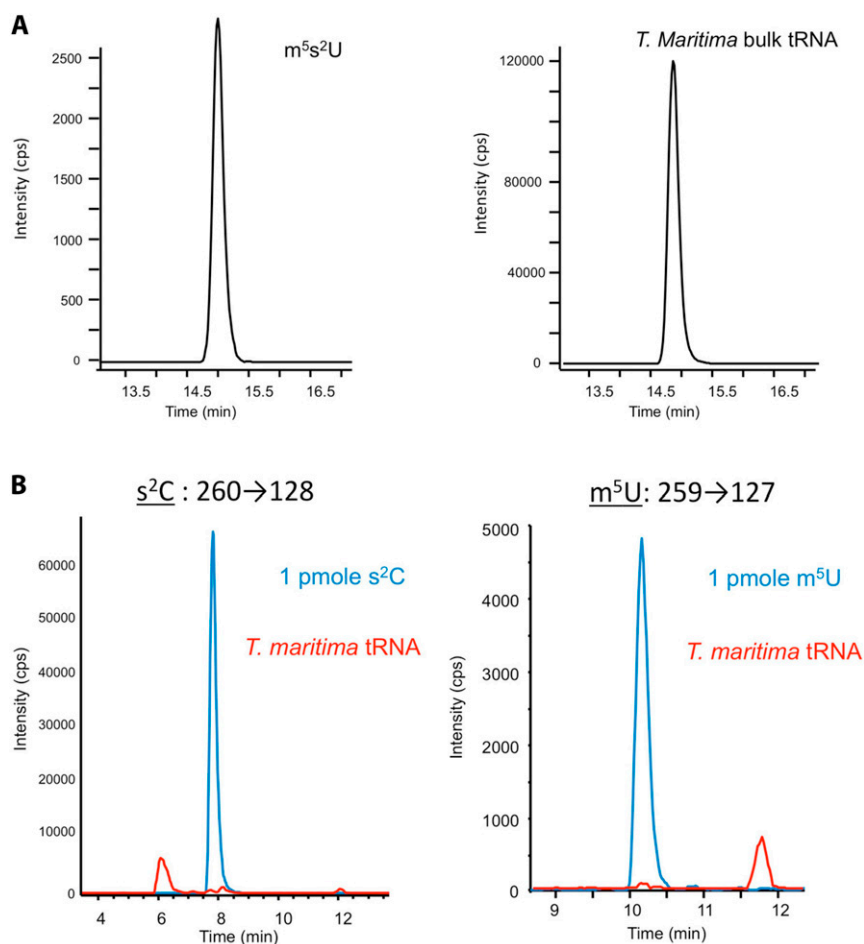 A
m⁵s²U
Intensity (cps)
2500
2000
1500
1000
500
0
13.5 14.5 15.5 16.5
Time (min)
T. Maritima bulk tRNA
Intensity (cps)
120000
80000
40000
0
13.5 14.5 15.5 16.5
Time (min)
B
s²C : 260→128
1 pmole s²C
T. maritima tRNA
Intensity (cps)
60000
50000
40000
30000
20000
10000
0
4 6 8 10 12
Time (min)
m⁵U: 259→127
1 pmole m⁵U
T. maritima tRNA
Intensity (cps)
5000
4000
3000
2000
1000
0
9 10 11 12
Time (min)